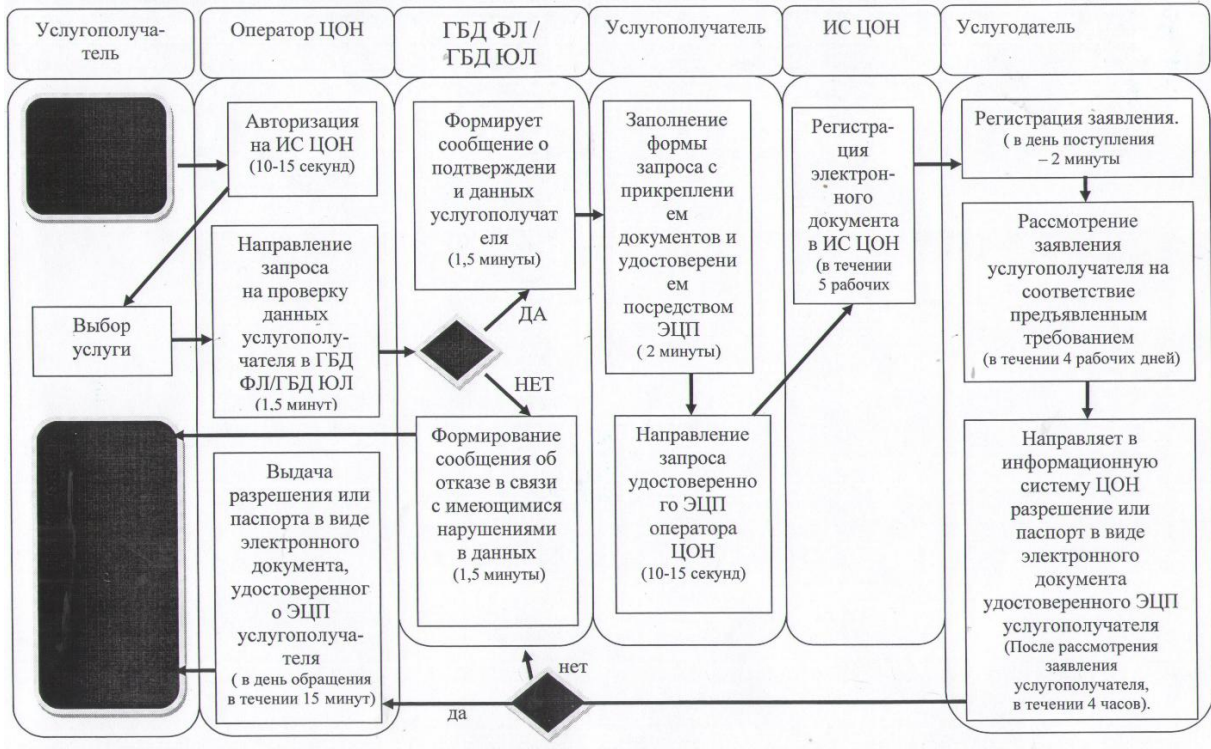 Услугополуча-
тель
Оператор ЦОН
ГБД ФЛ /
ГБД ЮЛ
Услугополучатель
ИС ЦОН
Услугодатель
Авторизация
на ИС ЦОН
(10-15 секунд)
Направление
запроса
на проверку
данных
услугополу-
чателя в ГБД
ФЛ/ГБД ЮЛ
(1,5 минут)
Выбор
услуги
Формирует
сообщение о
подтверждени
и данных
услугополучат
еля
(1,5 минуты)
ДА
НЕТ
Формирование
сообщения об
отказе в связи
с имеющимися
нарушениями
в данных
(1,5 минуты)
Заполнение
формы
запроса с
прикреплени
ем
документов и
удостоверени
ем
посредством
ЭЦП
( 2 минуты)
Направление
запроса
удостоверенно
го ЭЦП
оператора
ЦОН
(10-15 секунд)
Регистра-
ция
электрон-
ного
документа
в ИС ЦОН
(в течении
5 рабочих
Регистрация заявления.
( в день поступления
– 2 минуты
Рассмотрение
заявления
услугополучателя на
соответствие
предъявленным
требованием
(в течении 4 рабочих дней)
Направляет в
информационную
систему ЦОН
разрешение или
паспорт в виде
электронного
документа
удостоверенного ЭЦП
услугополучателя
(После рассмотрения
заявления
услугополучателя,
в течении 4 часов).
Выдача
разрешения или
паспорта в виде
электронного
документа,
удостоверенног
о ЭЦП
услугополуча-
теля
( в день обращения
в течении 15 минут)
нет
да